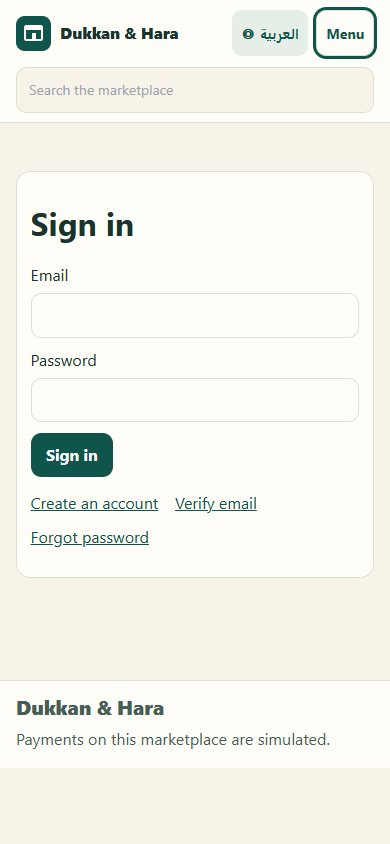 Dukkan & Hara
العربية
Menu
Search the marketplace
Sign in
Email
Password
Sign in
Create an account Verify email
Forgot password
Dukkan & Hara
Payments on this marketplace are simulated.